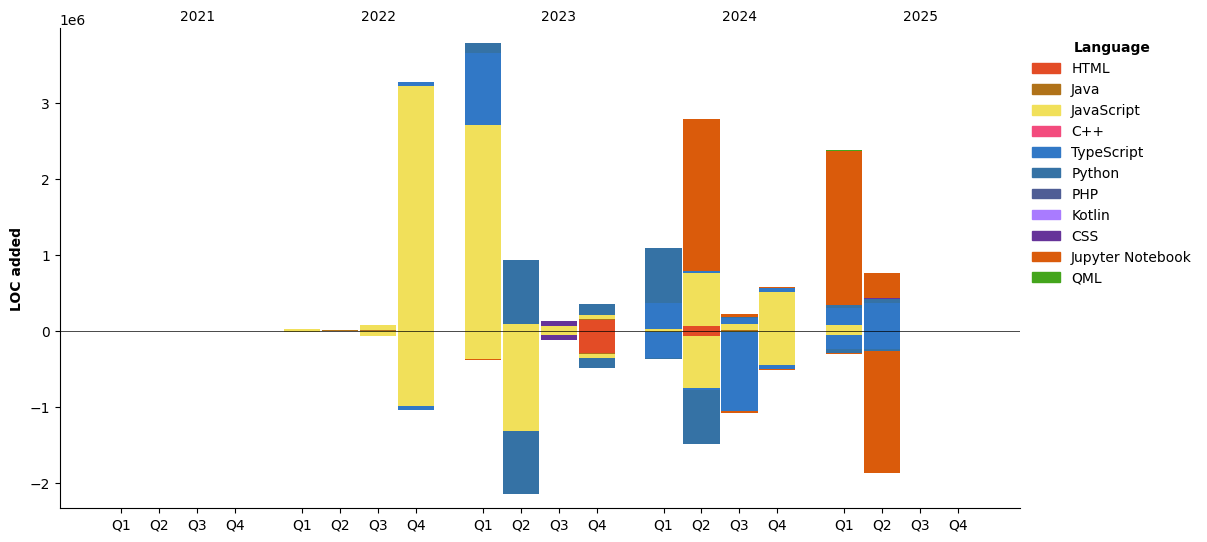 2021 2022 2023 2024 2025
1e6
LOC added
3
2
1
0
−1
−2
Q1 Q2 Q3 Q4 Q1 Q2 Q3 Q4 Q1 Q2 Q3 Q4 Q1 Q2 Q3 Q4 Q1 Q2 Q3 Q4
Language
HTML
Java
JavaScript
C++
TypeScript
Python
PHP
Kotlin
CSS
Jupyter Notebook
QML